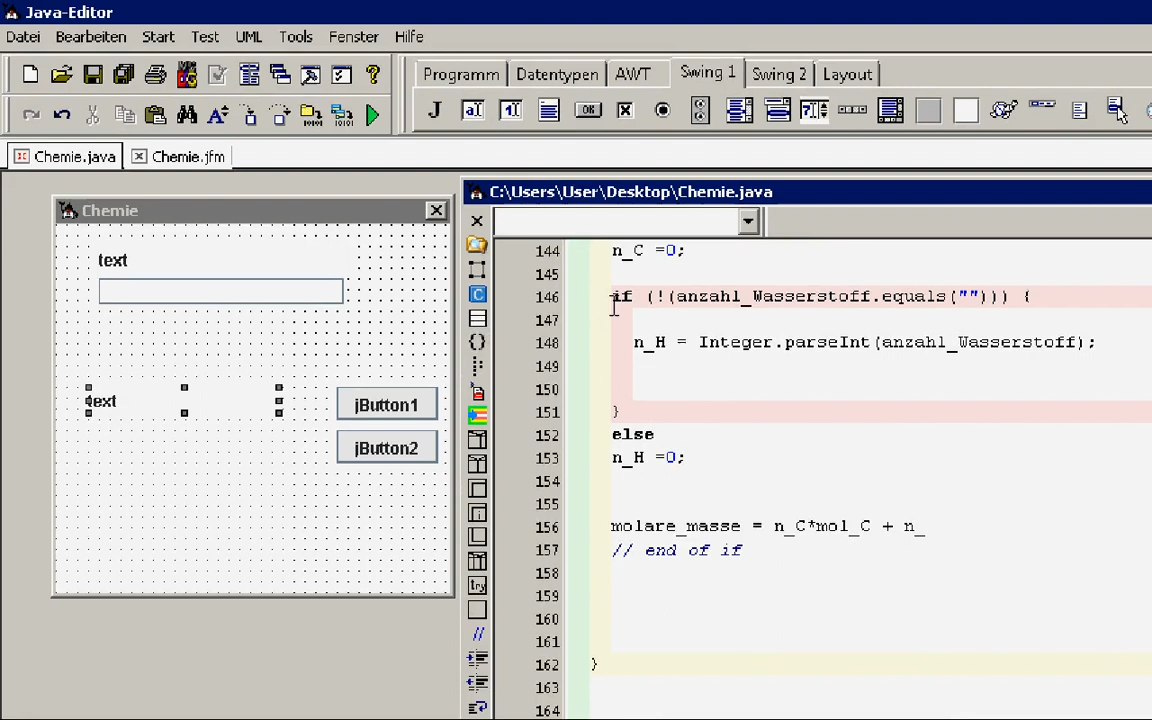 Java-Editor
Datei Bearbeiten Start Test UML Tools Fenster Hilfe
Programm Datentypen AWT Swing 1 Swing 2 Layout
Chemie.java Chemie.jfm
C:\Users\User\Desktop\Chemie.java
Chemie
text
text
jButton1
jButton2
144 n_C =0;
145
146 if (!(anzahl_Wasserstoff.equals(""))) {
147
148 n_H = Integer.parseInt(anzahl_Wasserstoff);
149
150
151 }
152 else
153 n_H =0;
154
155
156 molare_masse = n_C*mol_C + n_
157 // end of if
158
159
160
161
162 }
163
164